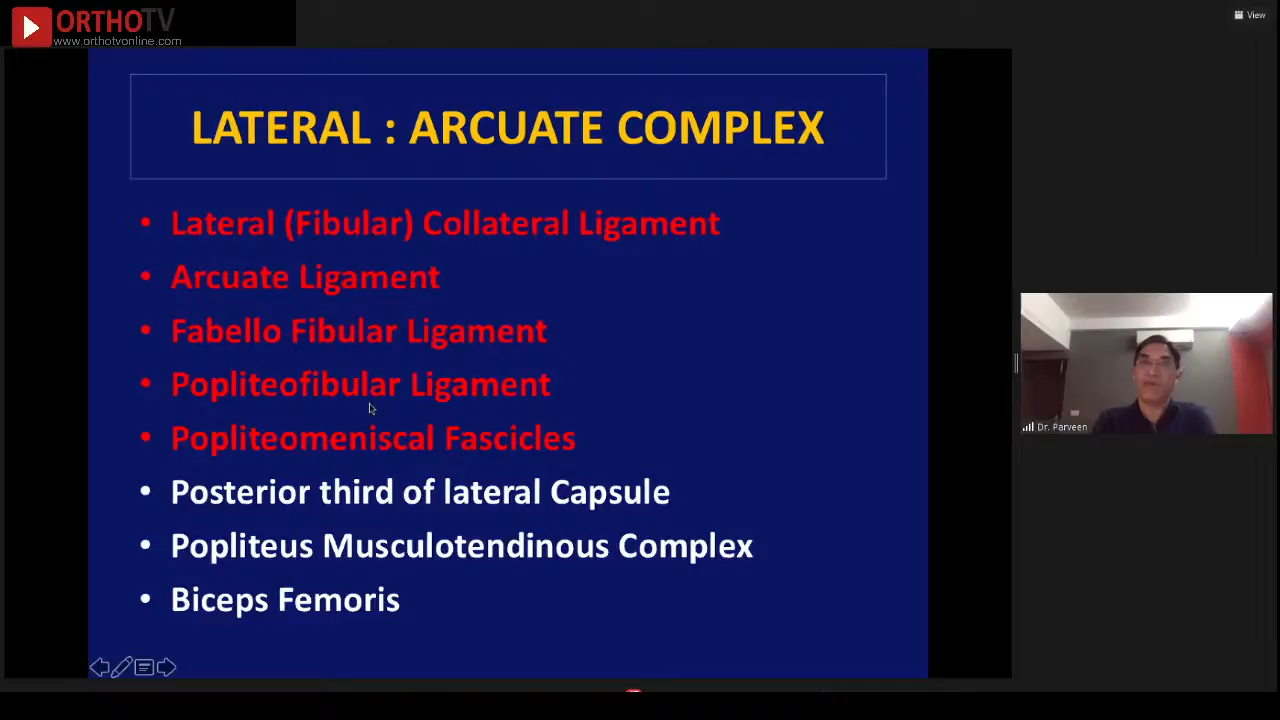 ORTHOTV
www.orthotvonline.com
View
LATERAL : ARCUATE COMPLEX
• Lateral (Fibular) Collateral Ligament
• Arcuate Ligament
• Fabello Fibular Ligament
• Popliteofibular Ligament
• Popliteomeniscal Fascicles
• Posterior third of lateral Capsule
• Popliteus Musculotendinous Complex
• Biceps Femoris
Dr. Parveen